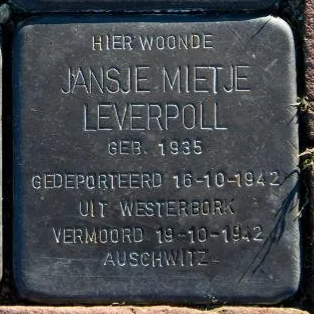 HIER WOONDE
JANSJE MIETJE
LEVERPOLL
GEB. 1935
GEDEPORTEERD 16-10-1942
UIT WESTERBORK
VERMOORD 19-10-1942
AUSCHWITZ